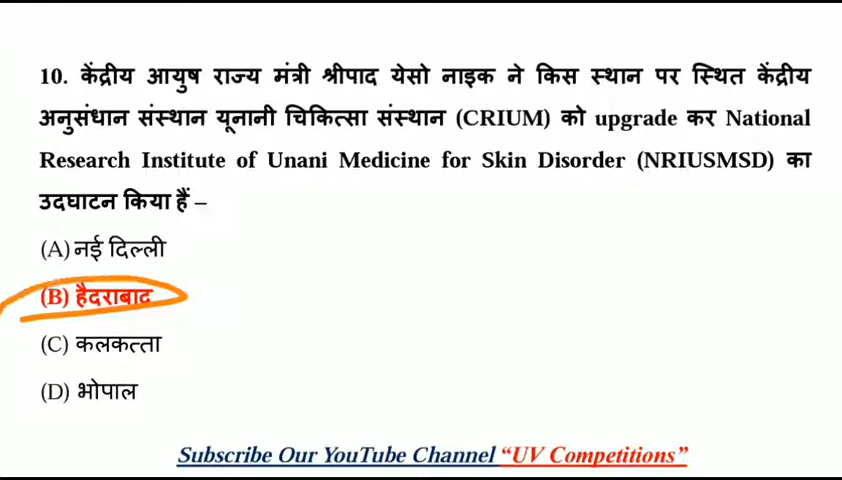 10. केंद्रीय आयुष राज्य मंत्री श्रीपाद येसो नाइक ने किस स्थान पर स्थित केंद्रीय
अनुसंधान संस्थान यूनानी चिकित्सा संस्थान (CRIUM) को upgrade कर National
Research Institute of Unani Medicine for Skin Disorder (NRIUSMSD) का
उदघाटन किया हैं –
(A) नई दिल्ली
(B) हैदराबाद
(C) कलकत्ता
(D) भोपाल
Subscribe Our YouTube Channel “UV Competitions”